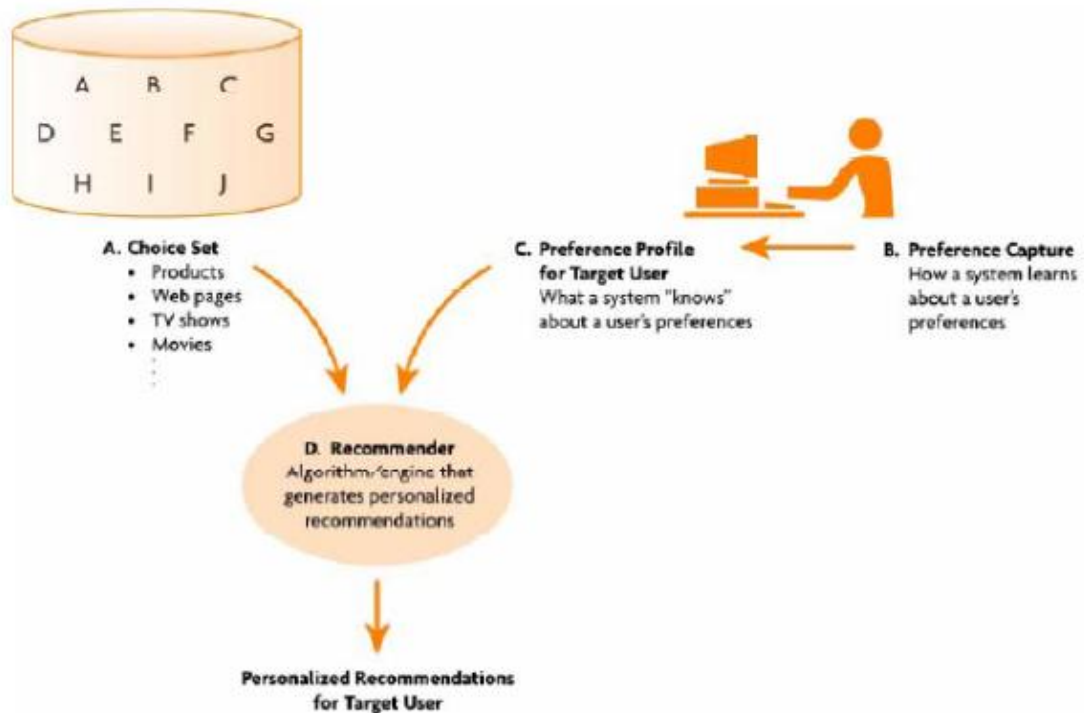 A B C
D E F G
H I J
A. Choice Set
• Products
• Web pages
• TV shows
• Movies
C. Preference Profile
for Target User
What a system "knows"
about a user's preferences
B. Preference Capture
How a system learns
about a user's
preferences
D. Recommender
Algorithm/engine that
generates personalized
recommendations
Personalized Recommendations
for Target User